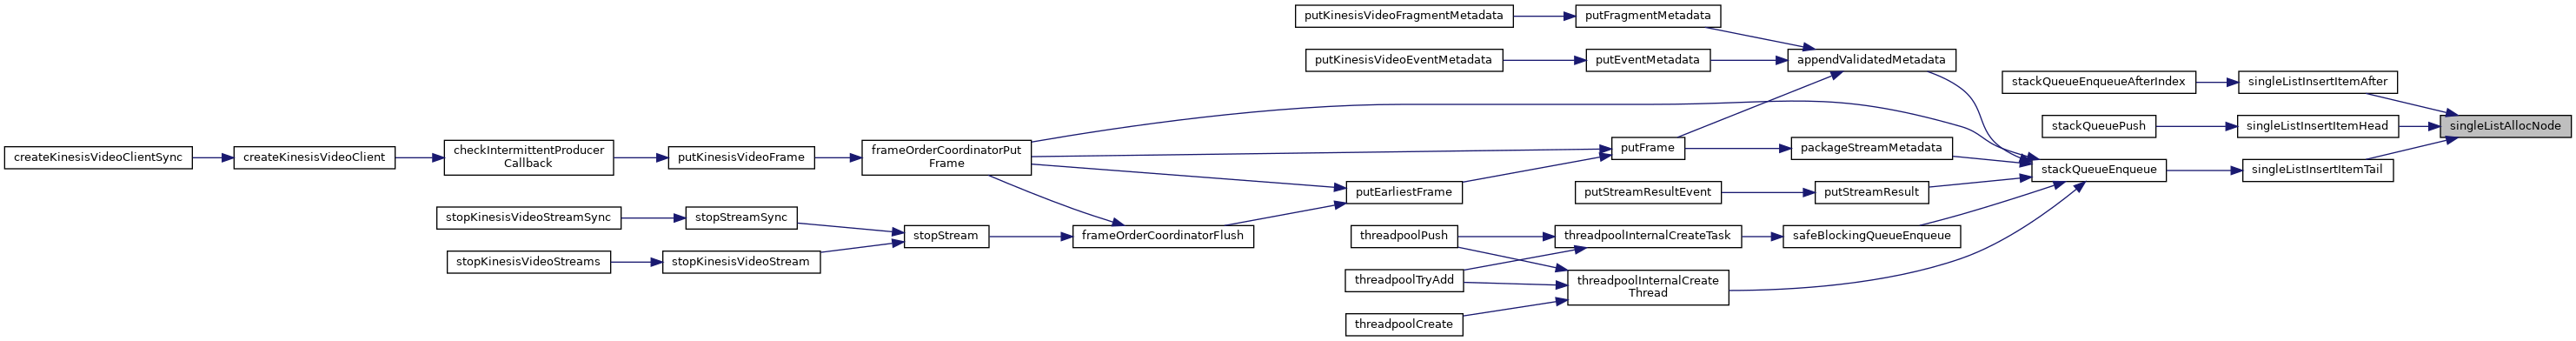 putKinesisVideoFragmentMetadata
putFragmentMetadata
putKinesisVideoEventMetadata
putEventMetadata
appendValidatedMetadata
stackQueueEnqueueAfterIndex
singleListInsertItemAfter
stackQueuePush
singleListInsertItemHead
singleListAllocNode
createKinesisVideoClientSync
createKinesisVideoClient
checkIntermittentProducer
Callback
putKinesisVideoFrame
frameOrderCoordinatorPut
Frame
putFrame
packageStreamMetadata
stackQueueEnqueue
singleListInsertItemTail
putEarliestFrame
putStreamResultEvent
putStreamResult
stopKinesisVideoStreamSync
stopStreamSync
stopStream
frameOrderCoordinatorFlush
threadpoolPush
threadpoolInternalCreateTask
safeBlockingQueueEnqueue
stopKinesisVideoStreams
stopKinesisVideoStream
threadpoolTryAdd
threadpoolInternalCreate
Thread
threadpoolCreate